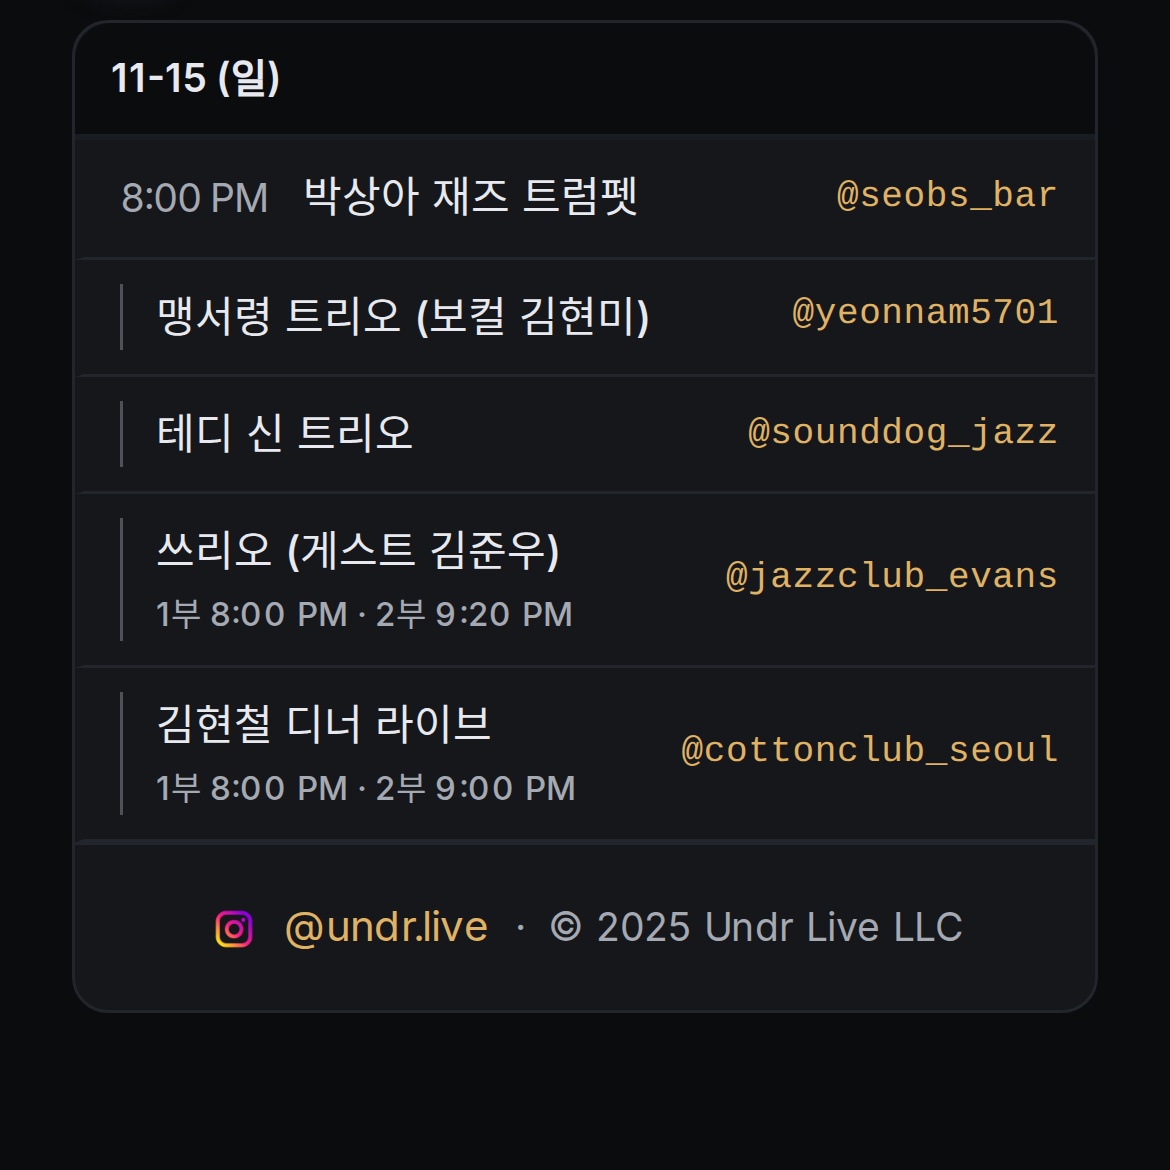 11-15 (일)
8:00 PM 박상아 재즈 트럼펫 @seobs_bar
맹서령 트리오 (보컬 김현미) @yeonnam5701
테디 신 트리오 @sounddog_jazz
쓰리오 (게스트 김준우) @jazzclub_evans
1부 8:00 PM · 2부 9:20 PM
김현철 디너 라이브 @cottonclub_seoul
1부 8:00 PM · 2부 9:00 PM
@undr.live · © 2025 Undr Live LLC